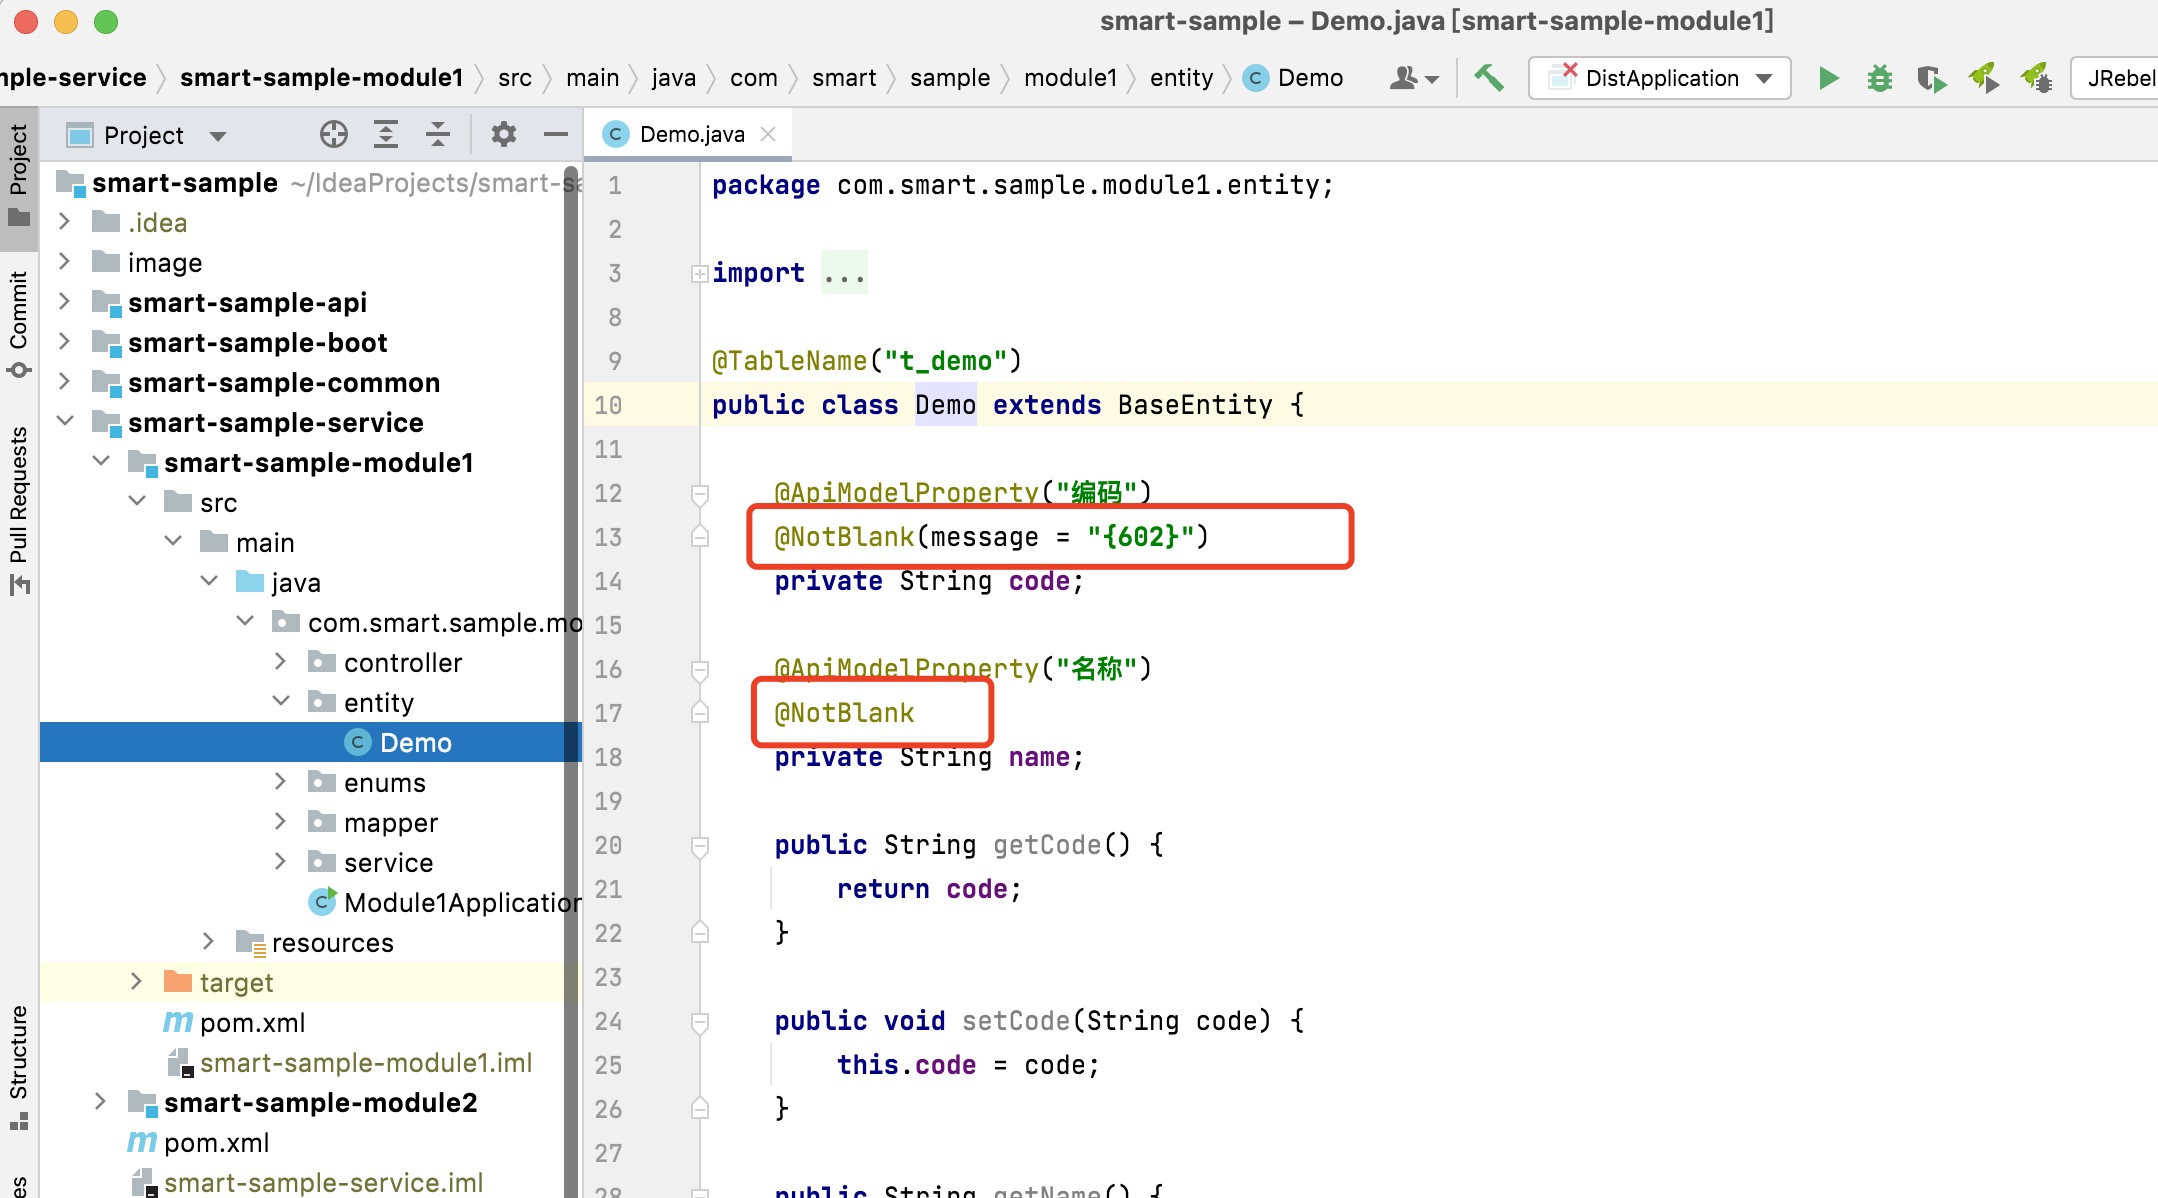 smart-sample – Demo.java [smart-sample-module1]
nple-service smart-sample-module1 src main java com smart sample module1 entity Demo DistApplication JRebel
Project
Commit
Pull Requests
Structure
Project
smart-sample ~/IdeaProjects/smart-sa
.idea
image
smart-sample-api
smart-sample-boot
smart-sample-common
smart-sample-service
smart-sample-module1
src
main
java
com.smart.sample.mo
controller
entity
Demo
enums
mapper
service
Module1Application
resources
target
pom.xml
smart-sample-module1.iml
smart-sample-module2
pom.xml
smart-sample-service.iml
Demo.java
1 package com.smart.sample.module1.entity;
2
3 import ...
8
9 @TableName("t_demo")
10 public class Demo extends BaseEntity {
11
12 @ApiModelProperty("编码")
13 @NotBlank(message = "{602}")
14 private String code;
15
16 @ApiModelProperty("名称")
17 @NotBlank
18 private String name;
19
20 public String getCode() {
21 return code;
22 }
23
24 public void setCode(String code) {
25 this.code = code;
26 }
27
28 public String getName() {